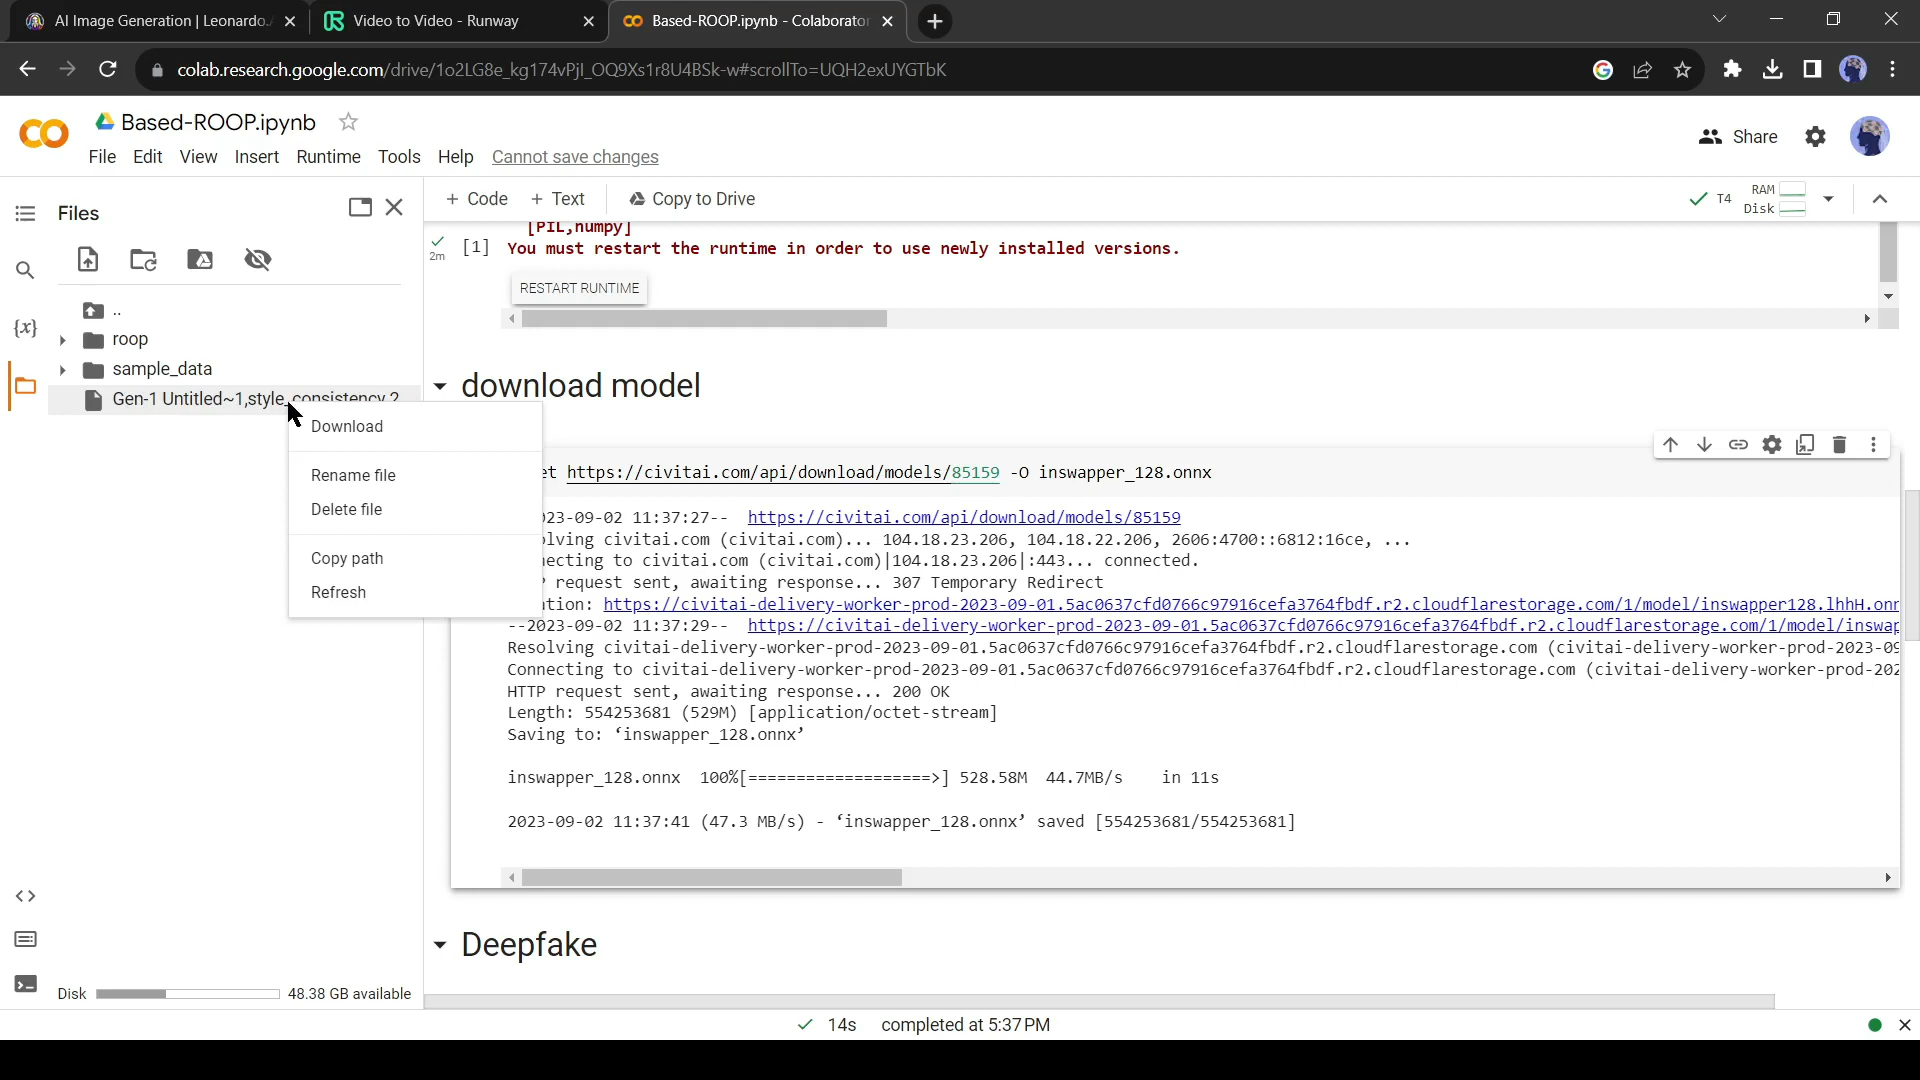 AI Image Generation | Leonardo.
Video to Video - Runway
Based-ROOP.ipynb - Colaborator
colab.research.google.com/drive/1o2LG8e_kg174vPjI_OQ9Xs1r8U4BSk-w#scrollTo=UQH2exUYGTbK
Based-ROOP.ipynb
Share
File Edit View Insert Runtime Tools Help Cannot save changes
Files
+ Code + Text Copy to Drive
T4 RAM
Disk
[PIL,numpy]
2m [1] You must restart the runtime in order to use newly installed versions.
RESTART RUNTIME
..
roop
sample_data
Gen-1 Untitled~1,style_consistency 2
Download
Rename file
Delete file
Copy path
Refresh
download model
et https://civitai.com/api/download/models/85159 -O inswapper_128.onnx
23-09-02 11:37:27-- https://civitai.com/api/download/models/85159
lving civitai.com (civitai.com)... 104.18.23.206, 104.18.22.206, 2606:4700::6812:16ce, ...
ecting to civitai.com (civitai.com)|104.18.23.206|:443... connected.
request sent, awaiting response... 307 Temporary Redirect
tion: https://civitai-delivery-worker-prod-2023-09-01.5ac0637cfd0766c97916cefa3764fbdf.r2.cloudflarestorage.com/1/model/inswapper128.lhhH.onn
--2023-09-02 11:37:29-- https://civitai-delivery-worker-prod-2023-09-01.5ac0637cfd0766c97916cefa3764fbdf.r2.cloudflarestorage.com/1/model/inswap
Resolving civitai-delivery-worker-prod-2023-09-01.5ac0637cfd0766c97916cefa3764fbdf.r2.cloudflarestorage.com (civitai-delivery-worker-prod-2023-09
Connecting to civitai-delivery-worker-prod-2023-09-01.5ac0637cfd0766c97916cefa3764fbdf.r2.cloudflarestorage.com (civitai-delivery-worker-prod-202
HTTP request sent, awaiting response... 200 OK
Length: 554253681 (529M) [application/octet-stream]
Saving to: ‘inswapper_128.onnx’
inswapper_128.onnx 100%[===================>] 528.58M 44.7MB/s in 11s
2023-09-02 11:37:41 (47.3 MB/s) - ‘inswapper_128.onnx’ saved [554253681/554253681]
Deepfake
Disk 48.38 GB available
14s completed at 5:37 PM